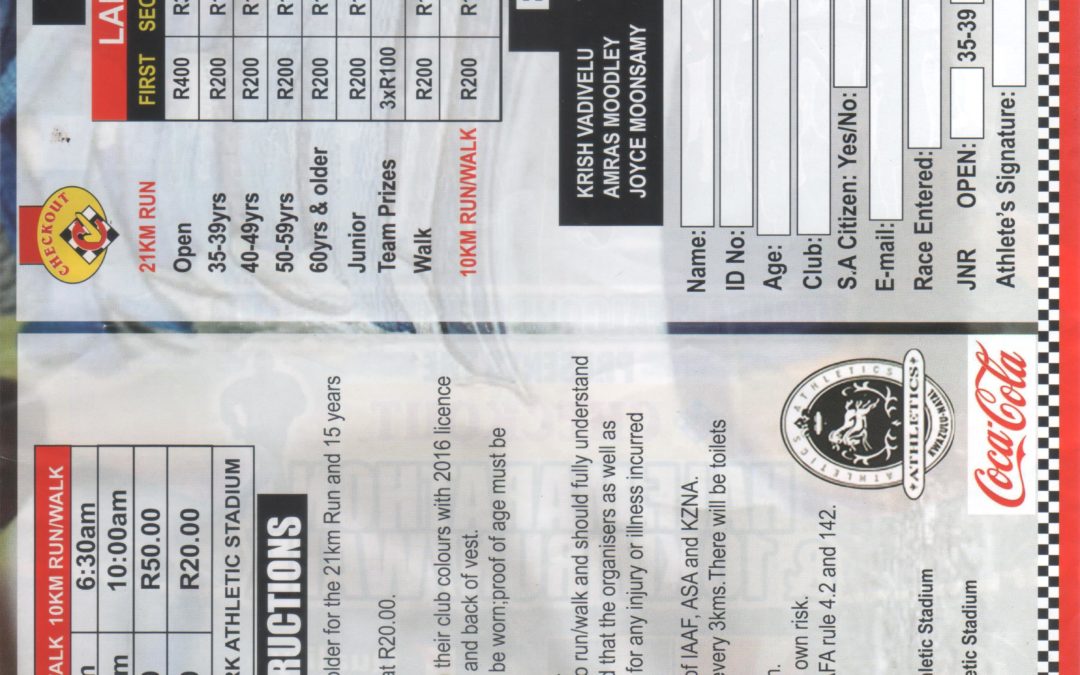 ALK 10KM RUN/WALK
6:30am
10:00am
R50.00
R20.00
RK ATHLETIC STADIUM
RUCTIONS
older for the 21km Run and 15 years
at R20.00.
their club colours with 2016 licence
and back of vest.
be worn;proof of age must be
o run/walk and should fully understand
d that the organisers as well as
for any injury or illness incurred
of IAAF, ASA and KZNA.
every 3kms.There will be toilets
own risk.
FA rule 4.2 and 142.
letic Stadium
etic Stadium
ATHLETICS
ATHLETICS
ATHLETICS
Coca-Cola
CHECKOUT
C
LA
FIRST SEC
21KM RUN
Open R400
35-39yrs R200
40-49yrs R200
50-59yrs R200
60yrs & older R200
Junior R200
Team Prizes 3xR100
Walk R200
10KM RUN/WALK R200
KRISH VADIVELU
AMRAS MOODLEY
JOYCE MOONSAMY
Name:
ID No:
Age:
Club:
S.A Citizen: Yes/No:
E-mail:
Race Entered:
JNR OPEN: 35-39
Athlete's Signature: